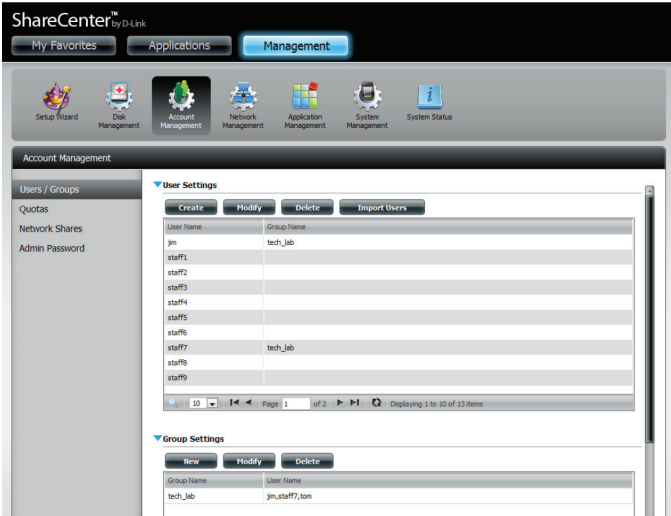 ShareCenter™ by D-Link
My Favorites Applications Management
Setup Wizard Disk Management Account Management Network Management Application Management System Management System Status
Account Management
Users / Groups
Quotas
Network Shares
Admin Password
User Settings
Create Modify Delete Import Users
User Name Group Name
jim tech_lab
staff1
staff2
staff3
staff4
staff5
staff6
staff7 tech_lab
staff8
staff9
10 Page 1 of 2 Displaying 1 to 10 of 13 items
Group Settings
New Modify Delete
Group Name User Name
tech_lab jim,staff7,tom